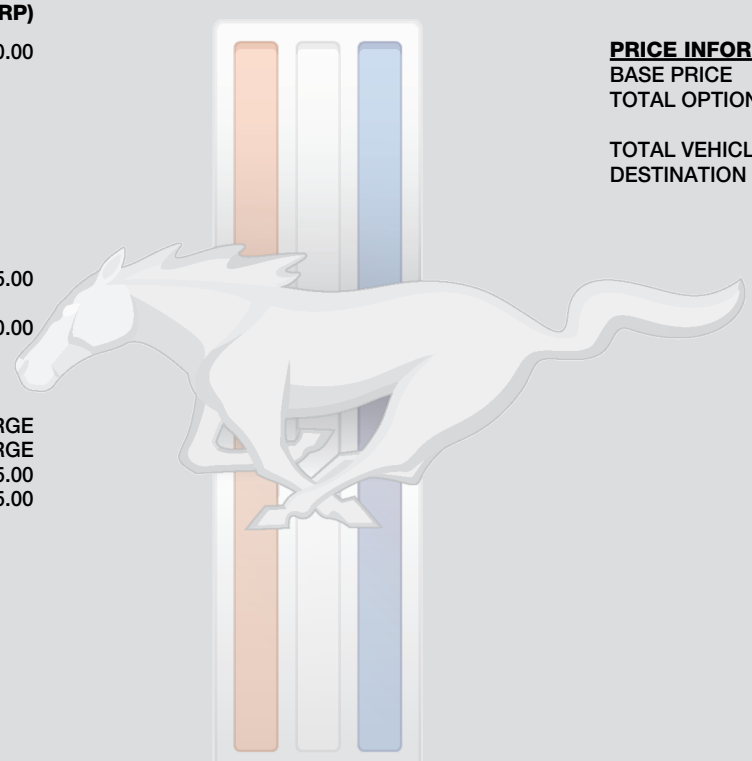 RP)
0.00
5.00
0.00
RGE
RGE
5.00
5.00
PRICE INFOR
BASE PRICE
TOTAL OPTION
TOTAL VEHICL
DESTINATION